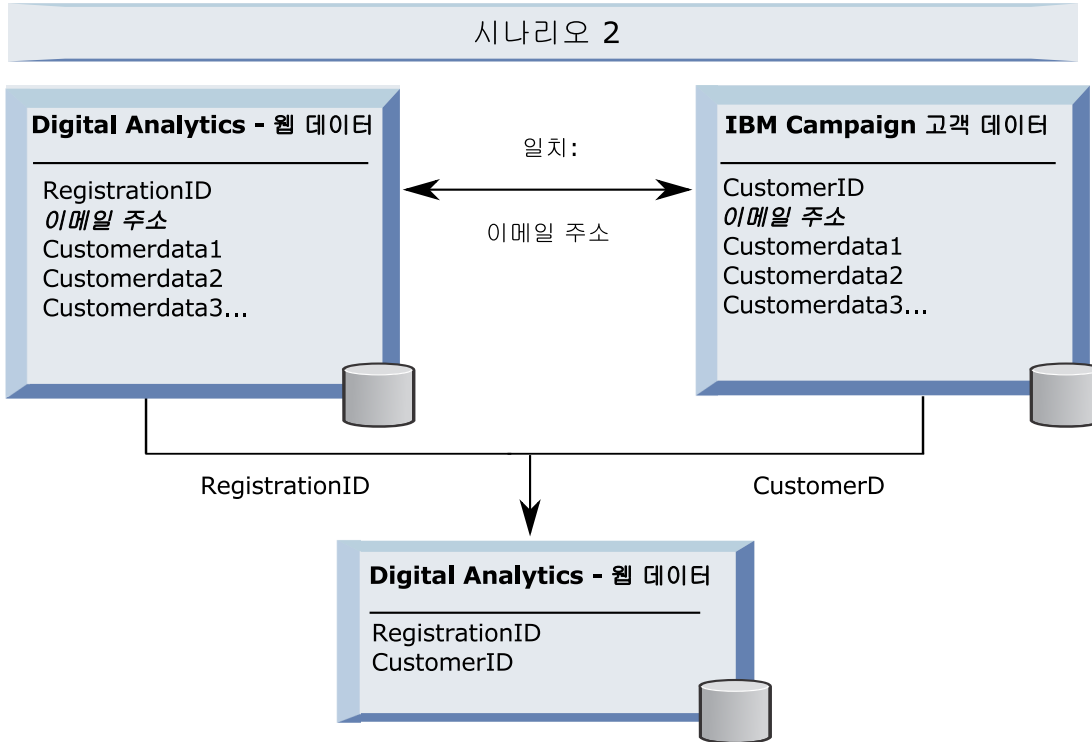 시나리오 2
Digital Analytics - 웹 데이터
RegistrationID
이메일 주소
Customerdata1
Customerdata2
Customerdata3...
일치:
이메일 주소
IBM Campaign 고객 데이터
CustomerID
이메일 주소
Customerdata1
Customerdata2
Customerdata3...
RegistrationID
CustomerD
Digital Analytics - 웹 데이터
RegistrationID
CustomerID